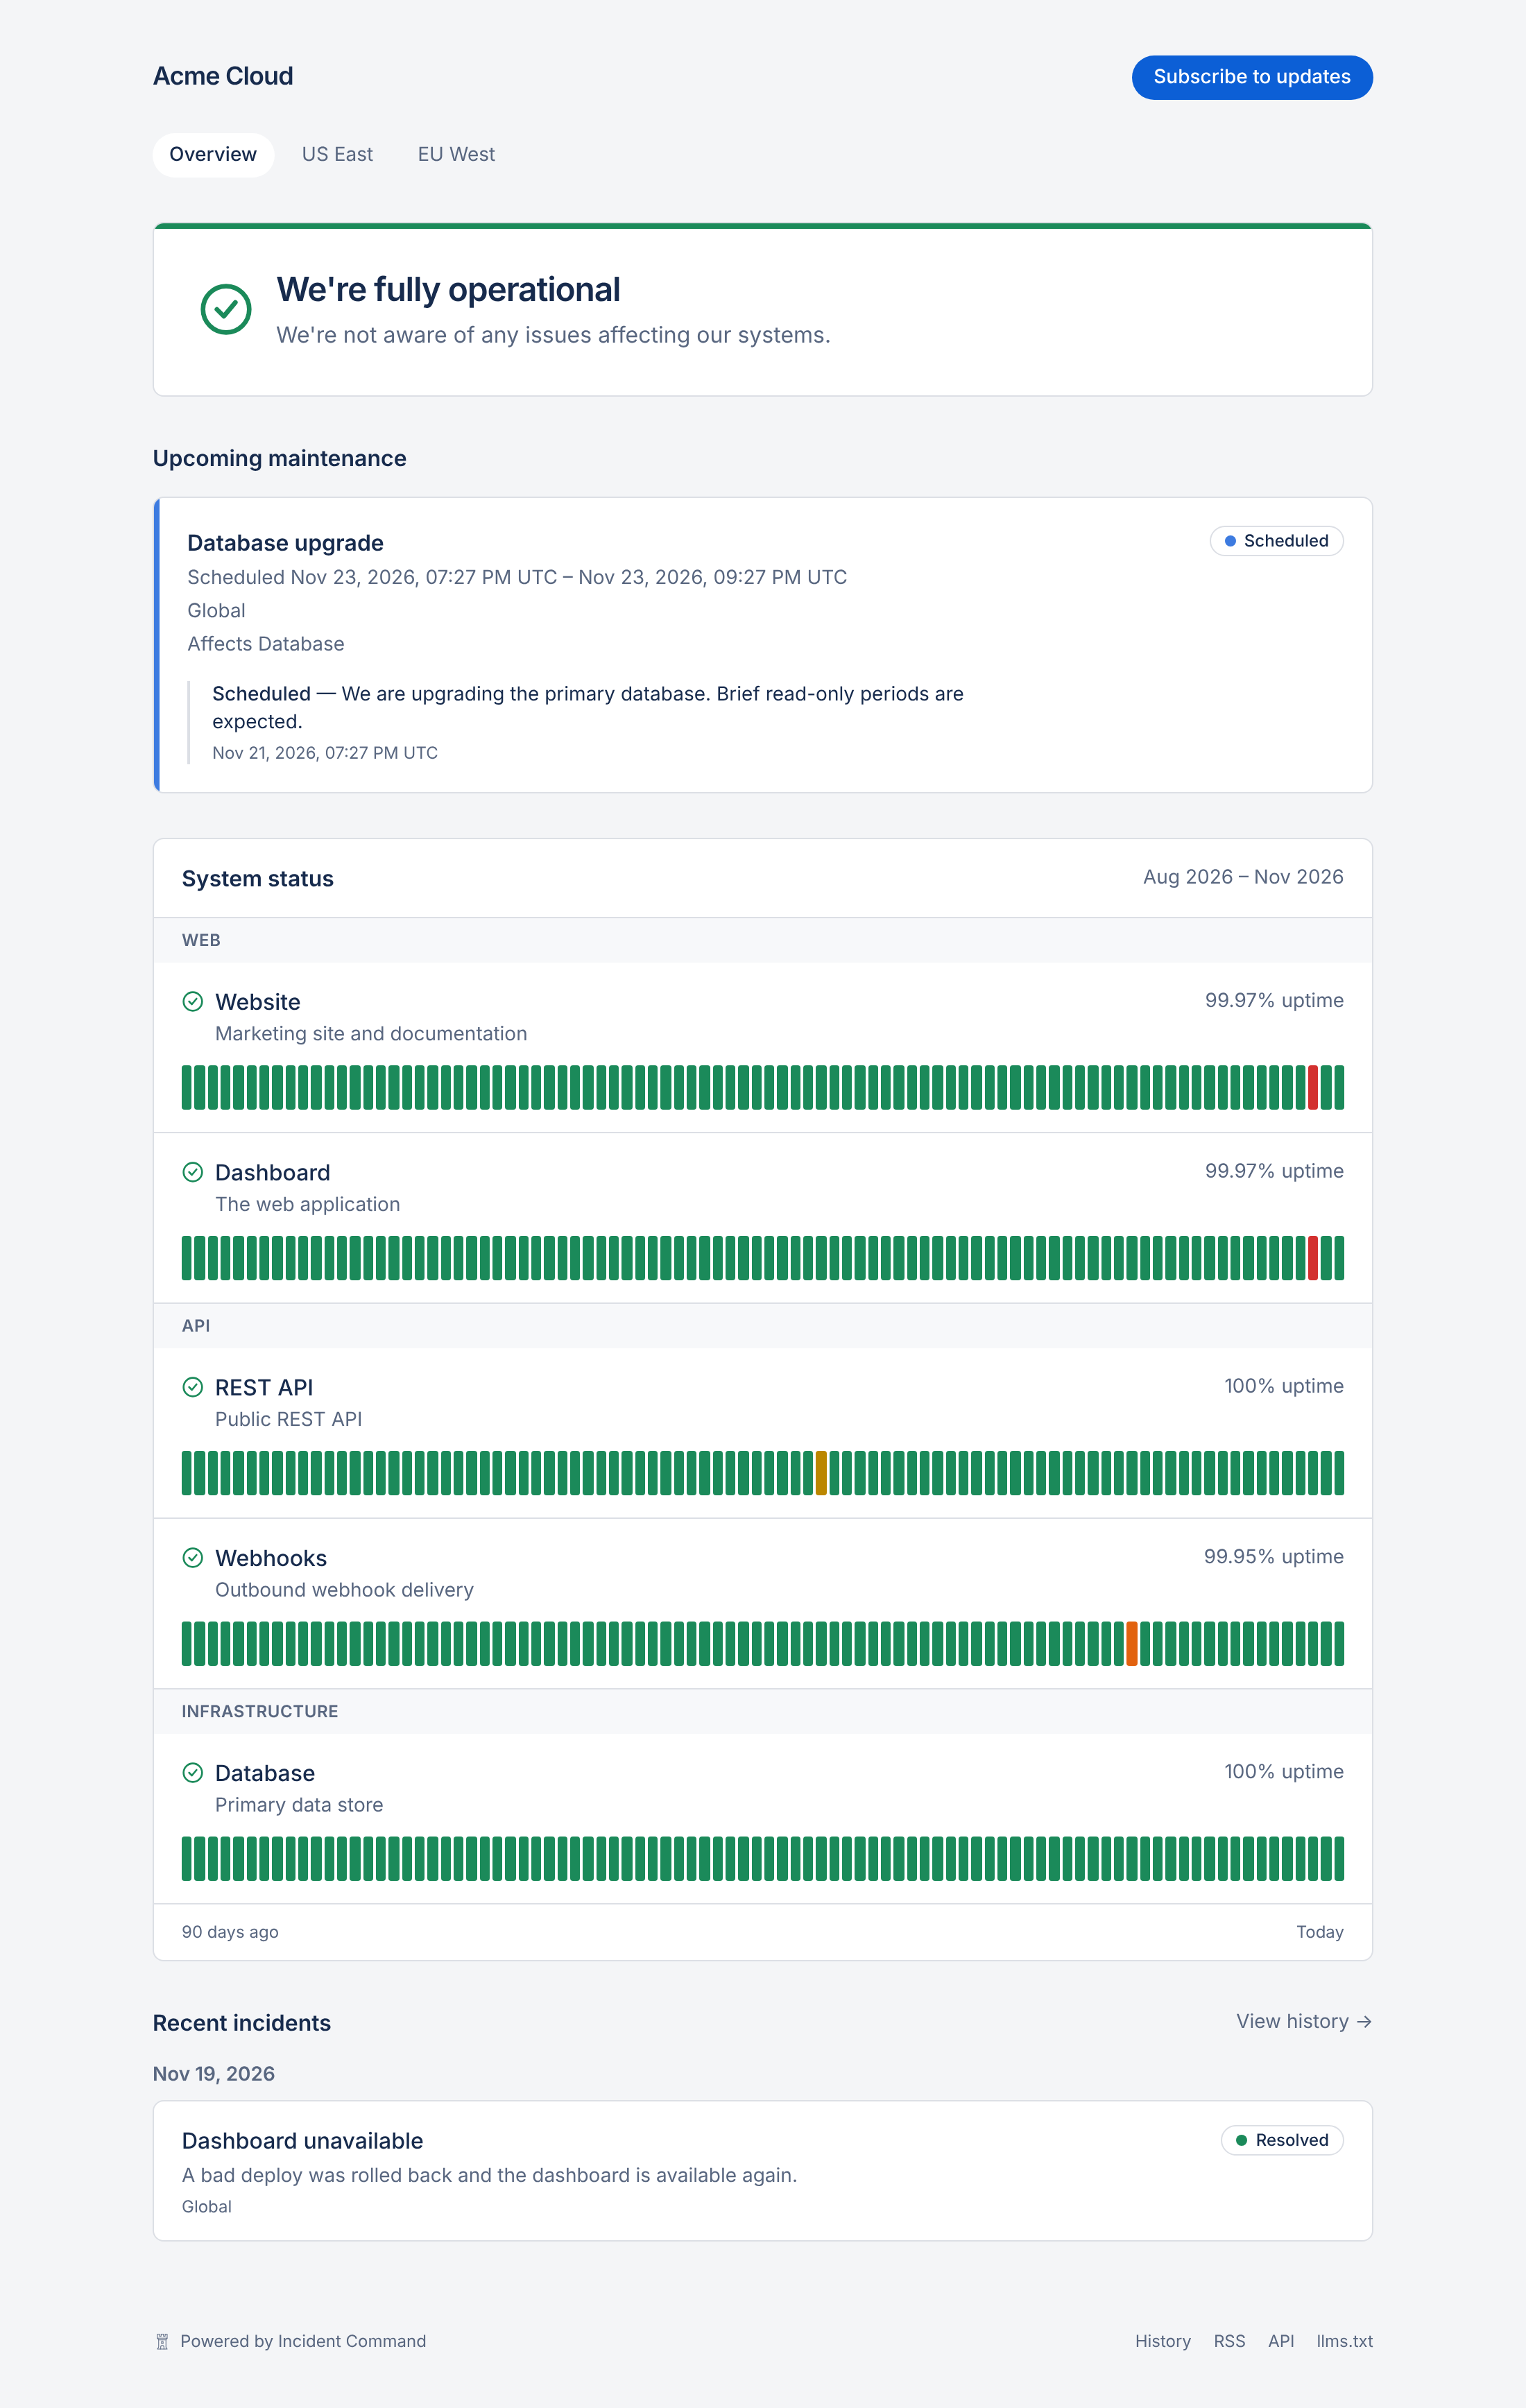 Acme Cloud
Subscribe to updates
Overview
US East
EU West
We're fully operational
We're not aware of any issues affecting our systems.
Upcoming maintenance
Database upgrade
Scheduled
Scheduled Nov 23, 2026, 07:27 PM UTC – Nov 23, 2026, 09:27 PM UTC
Global
Affects Database
Scheduled — We are upgrading the primary database. Brief read-only periods are
expected.
Nov 21, 2026, 07:27 PM UTC
System status
Aug 2026 – Nov 2026
WEB
Website
99.97% uptime
Marketing site and documentation
Dashboard
99.97% uptime
The web application
API
REST API
100% uptime
Public REST API
Webhooks
99.95% uptime
Outbound webhook delivery
INFRASTRUCTURE
Database
100% uptime
Primary data store
90 days ago
Today
Recent incidents
View history →
Nov 19, 2026
Dashboard unavailable
Resolved
A bad deploy was rolled back and the dashboard is available again.
Global
Powered by Incident Command
History
RSS
API
llms.txt